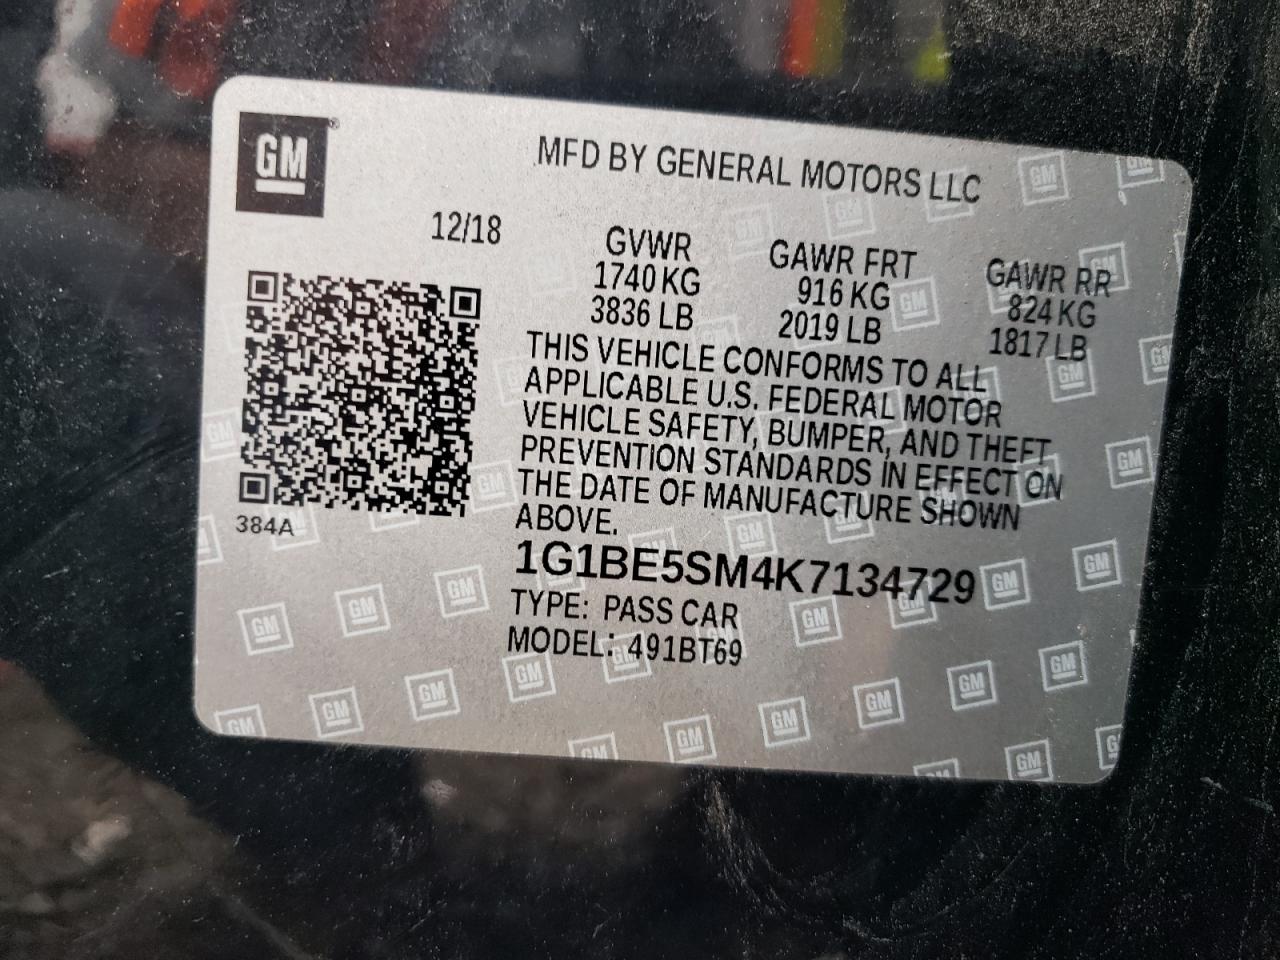 GM
MFD BY GENERAL MOTORS LLC
12/18
GVWR GAWR FRT GAWR RR
1740 KG 916 KG 824 KG
3836 LB 2019 LB 1817 LB
THIS VEHICLE CONFORMS TO ALL
APPLICABLE U.S. FEDERAL MOTOR
VEHICLE SAFETY, BUMPER, AND THEFT
PREVENTION STANDARDS IN EFFECT ON
THE DATE OF MANUFACTURE SHOWN
ABOVE.
384A
1G1BE5SM4K7134729
TYPE: PASS CAR
MODEL: 491BT69